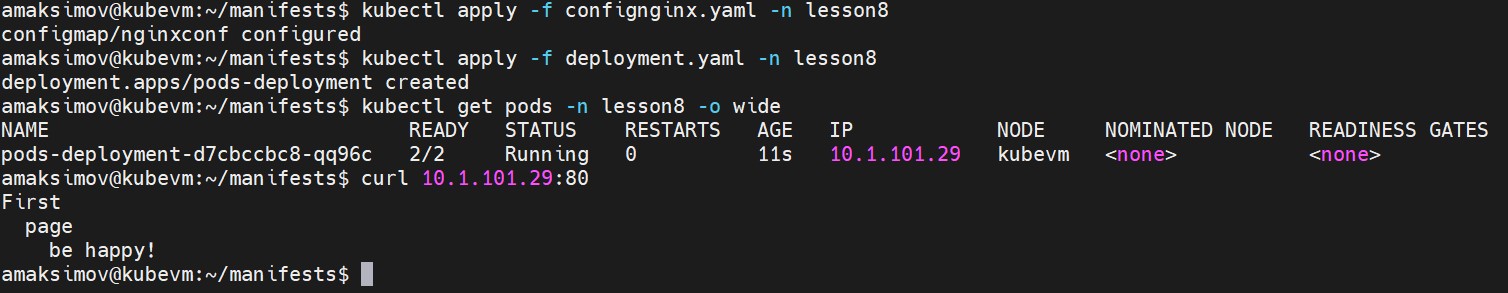 amaksimov@kubevm:~/manifests$ kubectl apply -f confignginx.yaml -n lesson8
configmap/nginxconf configured
amaksimov@kubevm:~/manifests$ kubectl apply -f deployment.yaml -n lesson8
deployment.apps/pods-deployment created
amaksimov@kubevm:~/manifests$ kubectl get pods -n lesson8 -o wide
NAME                              READY   STATUS    RESTARTS   AGE   IP            NODE     NOMINATED NODE   READINESS GATES
pods-deployment-d7cbccbc8-qq96c   2/2     Running   0          11s   10.1.101.29   kubevm   <none>           <none>
amaksimov@kubevm:~/manifests$ curl 10.1.101.29:80
First
  page
    be happy!
amaksimov@kubevm:~/manifests$